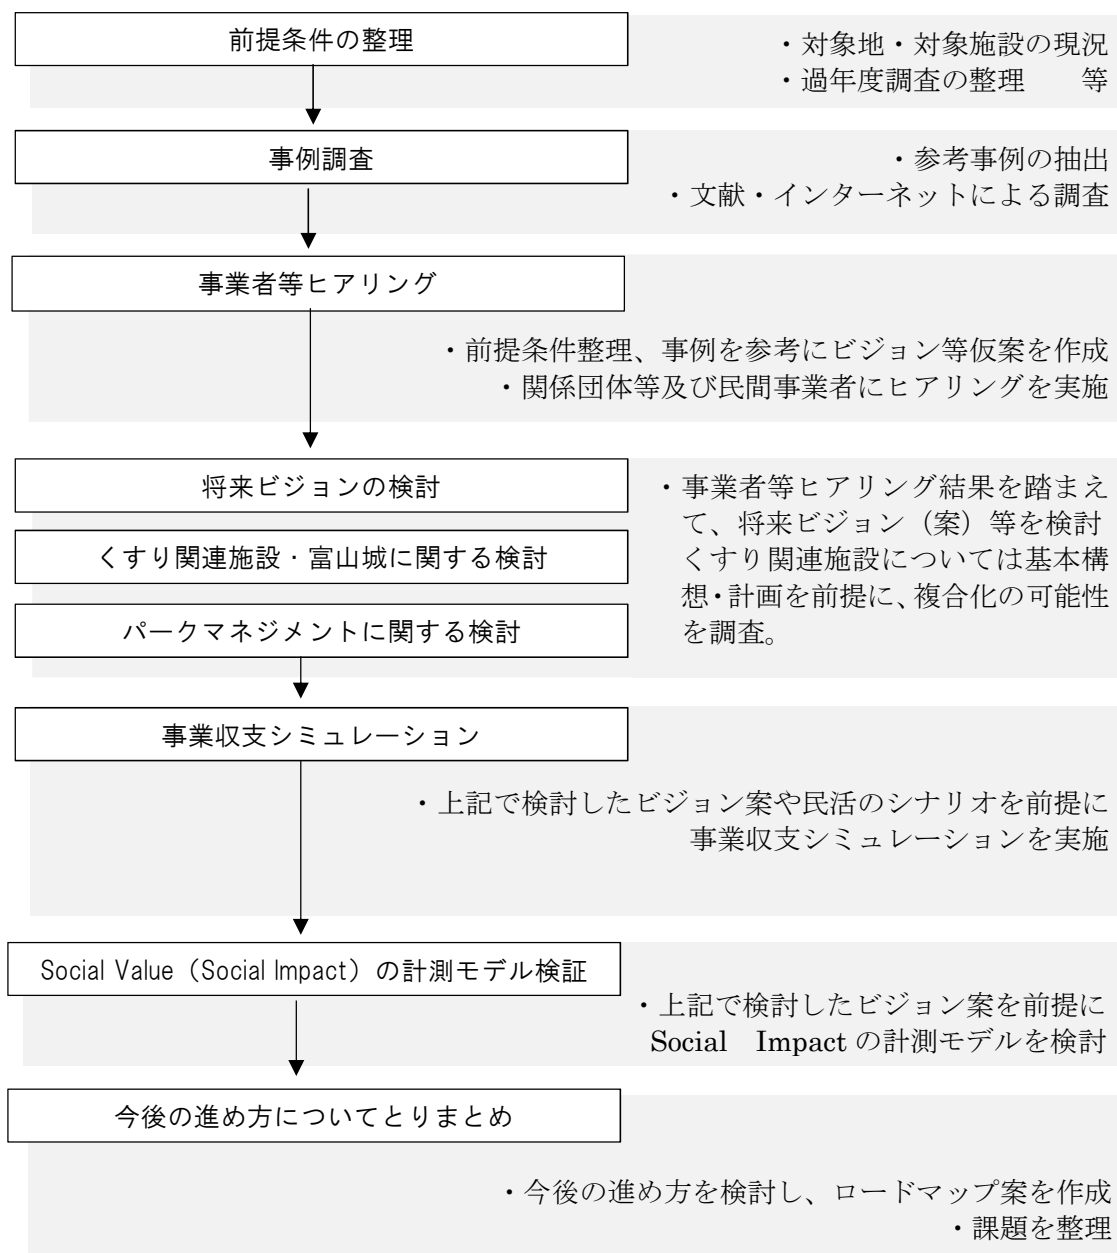 前提条件の整理
・対象地・対象施設の現況
・過年度調査の整理　　等
事例調査
・参考事例の抽出
・文献・インターネットによる調査
事業者等ヒアリング
・前提条件整理、事例を参考にビジョン等仮案を作成
・関係団体等及び民間事業者にヒアリングを実施
将来ビジョンの検討
くすり関連施設・富山城に関する検討
パークマネジメントに関する検討
・事業者等ヒアリング結果を踏まえ
て、将来ビジョン（案）等を検討
くすり関連施設については基本構
想・計画を前提に、複合化の可能性
を調査。
事業収支シミュレーション
・上記で検討したビジョン案や民活のシナリオを前提に
事業収支シミュレーションを実施
Social Value（Social Impact）の計測モデル検証
・上記で検討したビジョン案を前提に
Social　Impact の計測モデルを検討
今後の進め方についてとりまとめ
・今後の進め方を検討し、ロードマップ案を作成
・課題を整理